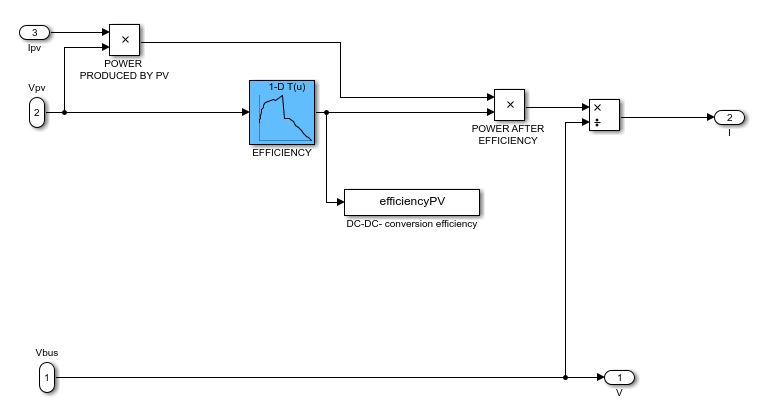 3
Ipv
×
POWER
PRODUCED BY PV
Vpv
2
1-D T(u)
EFFICIENCY
×
POWER AFTER
EFFICIENCY
×
÷
2
I
efficiencyPV
DC-DC- conversion efficiency
Vbus
1
1
V